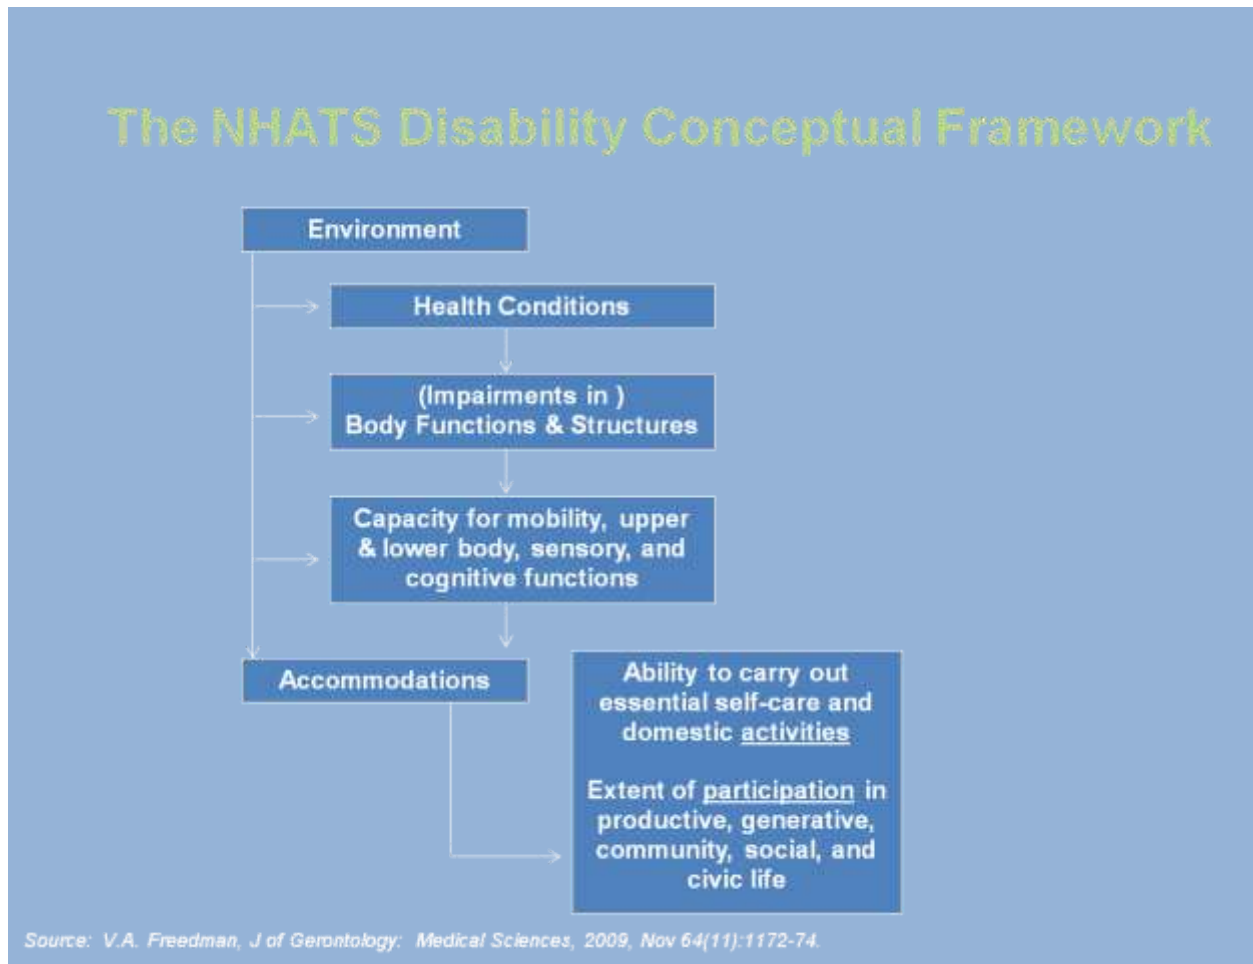 The NHATS Disability Conceptual Framework
Environment
Health Conditions
(Impairments in )
Body Functions & Structures
Capacity for mobility, upper
& lower body, sensory, and
cognitive functions
Accommodations
Ability to carry out
essential self-care and
domestic activities
Extent of participation in
productive, generative,
community, social, and
civic life
Source: V.A. Freedman, J of Gerontology: Medical Sciences, 2009, Nov 64(11):1172-74.